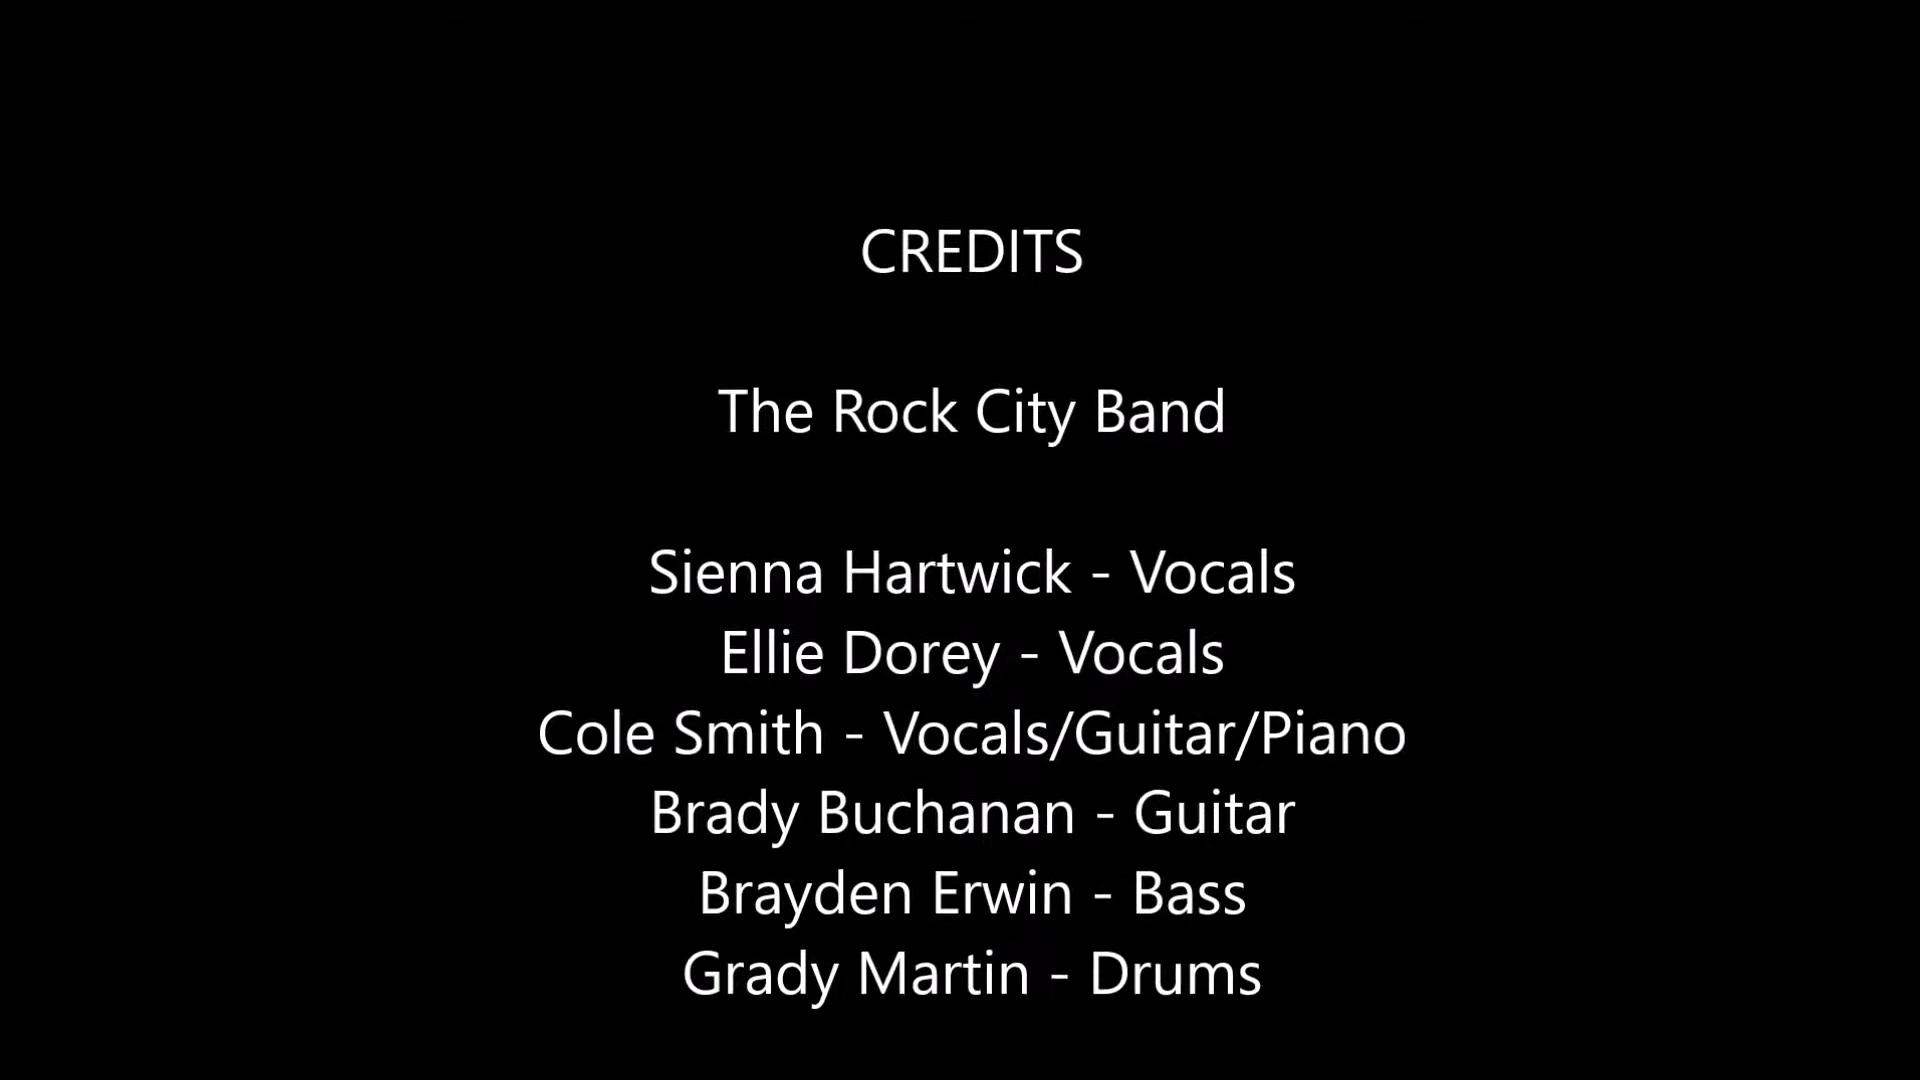 CREDITS
The Rock City Band
Sienna Hartwick - Vocals
Ellie Dorey - Vocals
Cole Smith - Vocals/Guitar/Piano
Brady Buchanan - Guitar
Brayden Erwin - Bass
Grady Martin - Drums